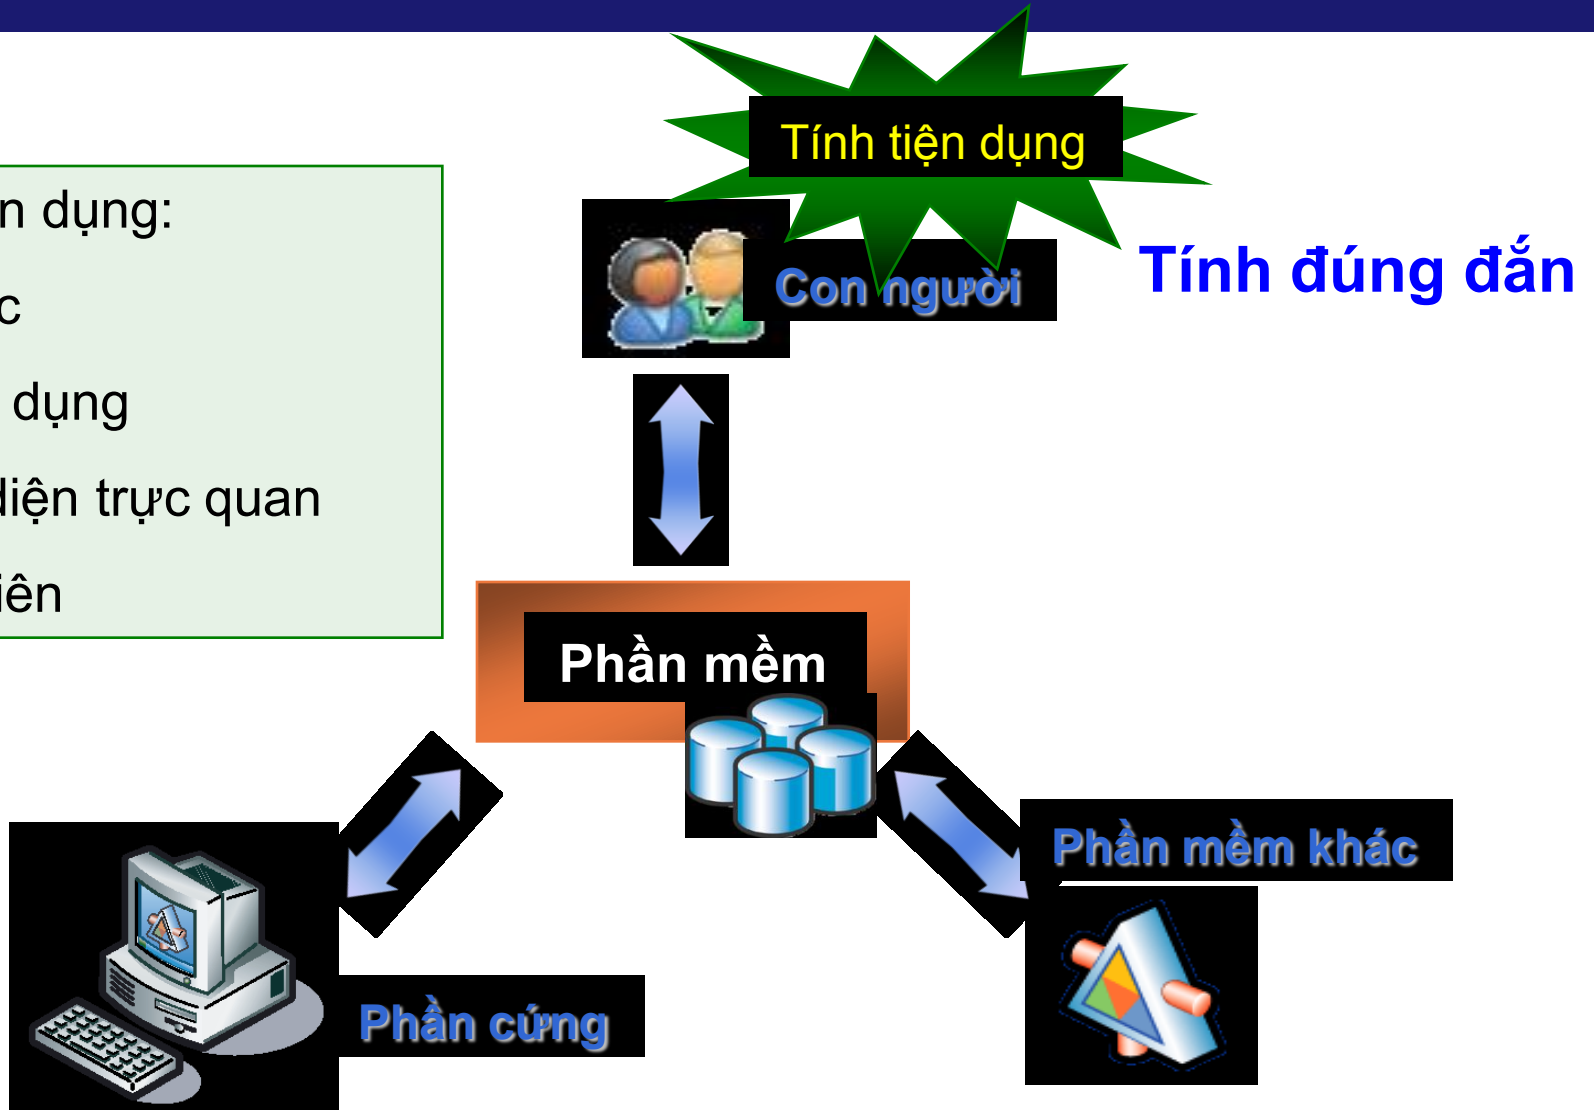 Tính tiện dụng
n dụng:
c
dụng
diện trực quan
iên
Con người
Tính đúng đắn
Phần mềm
Phần mềm khác
Phần cứng